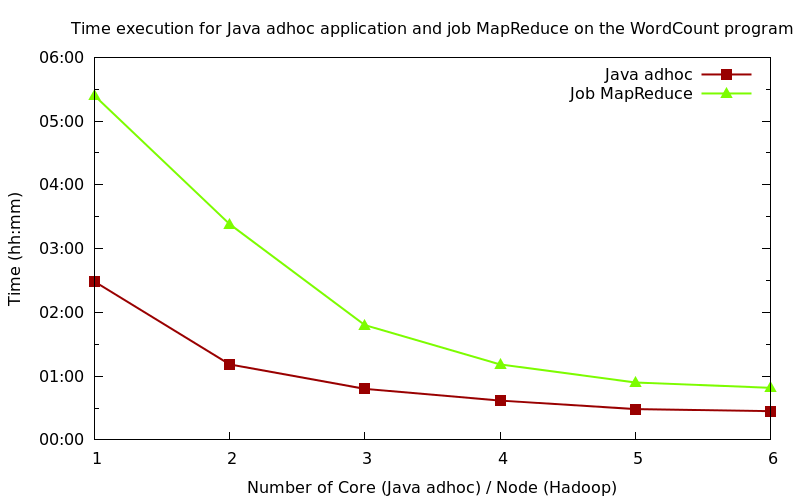 Time execution for Java adhoc application and job MapReduce on the WordCount program
06:00
05:00
04:00
03:00
02:00
01:00
00:00
Time (hh:mm)
Java adhoc
Job MapReduce
1 2 3 4 5 6
Number of Core (Java adhoc) / Node (Hadoop)